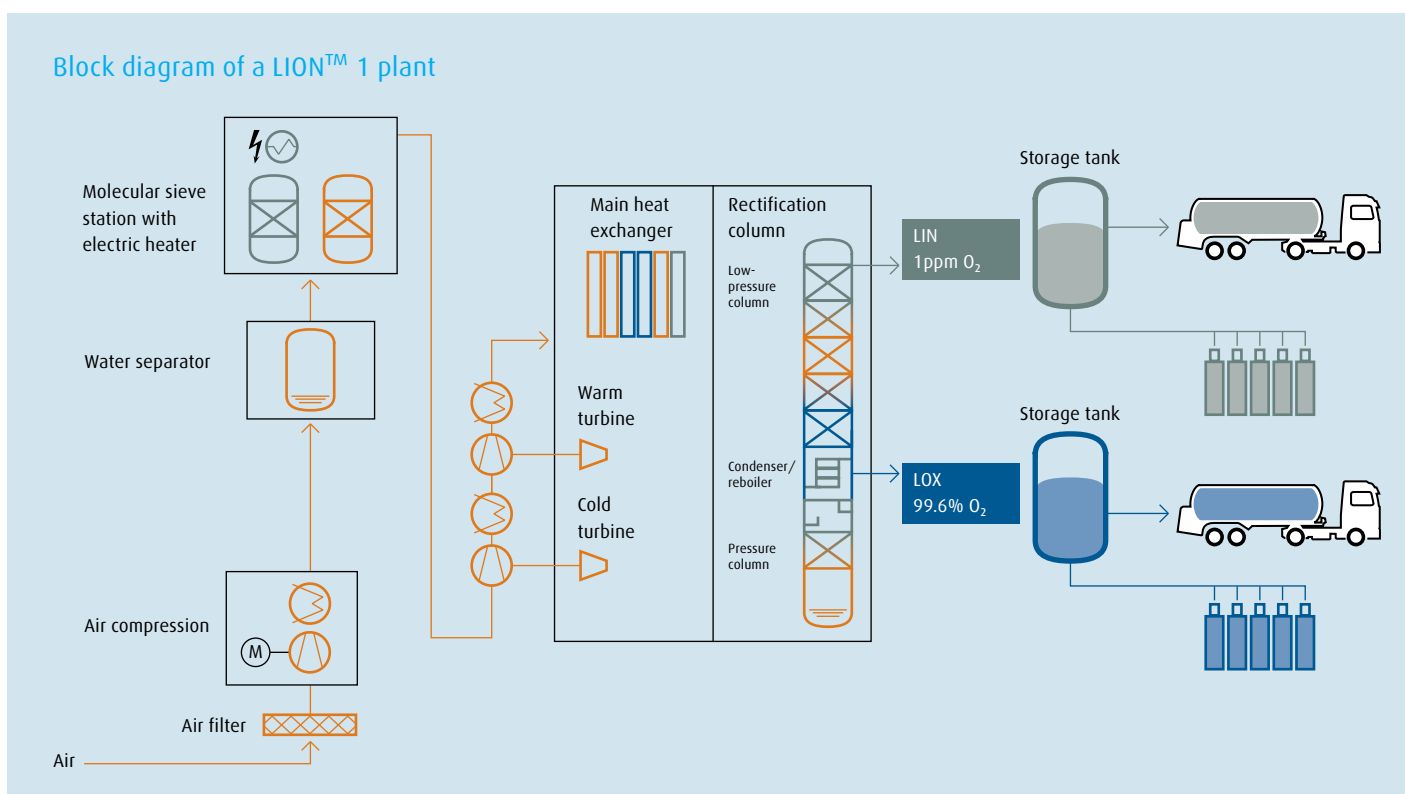 Block diagram of a LION™ 1 plant
Molecular sieve
station with
electric heater
Water separator
Air compression
M
Air filter
Air
Main heat
exchanger
Warm
turbine
Cold
turbine
Rectification
column
Low-
pressure
column
Condenser/
reboiler
Pressure
column
LIN
1ppm O₂
LOX
99.6% O₂
Storage tank
Storage tank